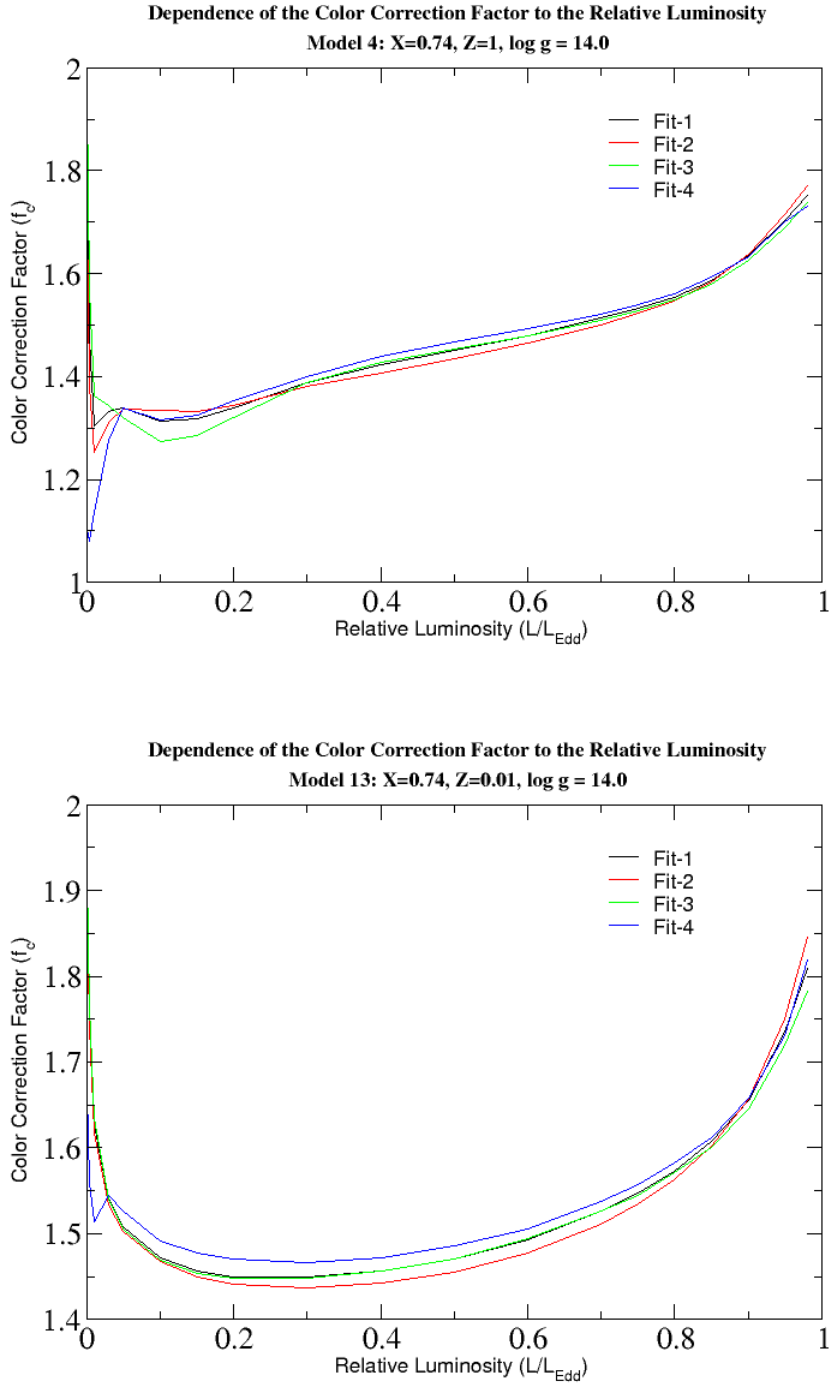 Dependence of the Color Correction Factor to the Relative Luminosity
Model 4: X=0.74, Z=1, log g = 14.0
2
1.8
1.6
1.4
1.2
1
Color Correction Factor (f_c)
Fit-1
Fit-2
Fit-3
Fit-4
0
0.2
0.4
0.6
0.8
1
Relative Luminosity (L/L_Edd)
Dependence of the Color Correction Factor to the Relative Luminosity
Model 13: X=0.74, Z=0.01, log g = 14.0
2
1.9
1.8
1.7
1.6
1.5
1.4
Color Correction Factor (f_c)
Fit-1
Fit-2
Fit-3
Fit-4
0
0.2
0.4
0.6
0.8
1
Relative Luminosity (L/L_Edd)